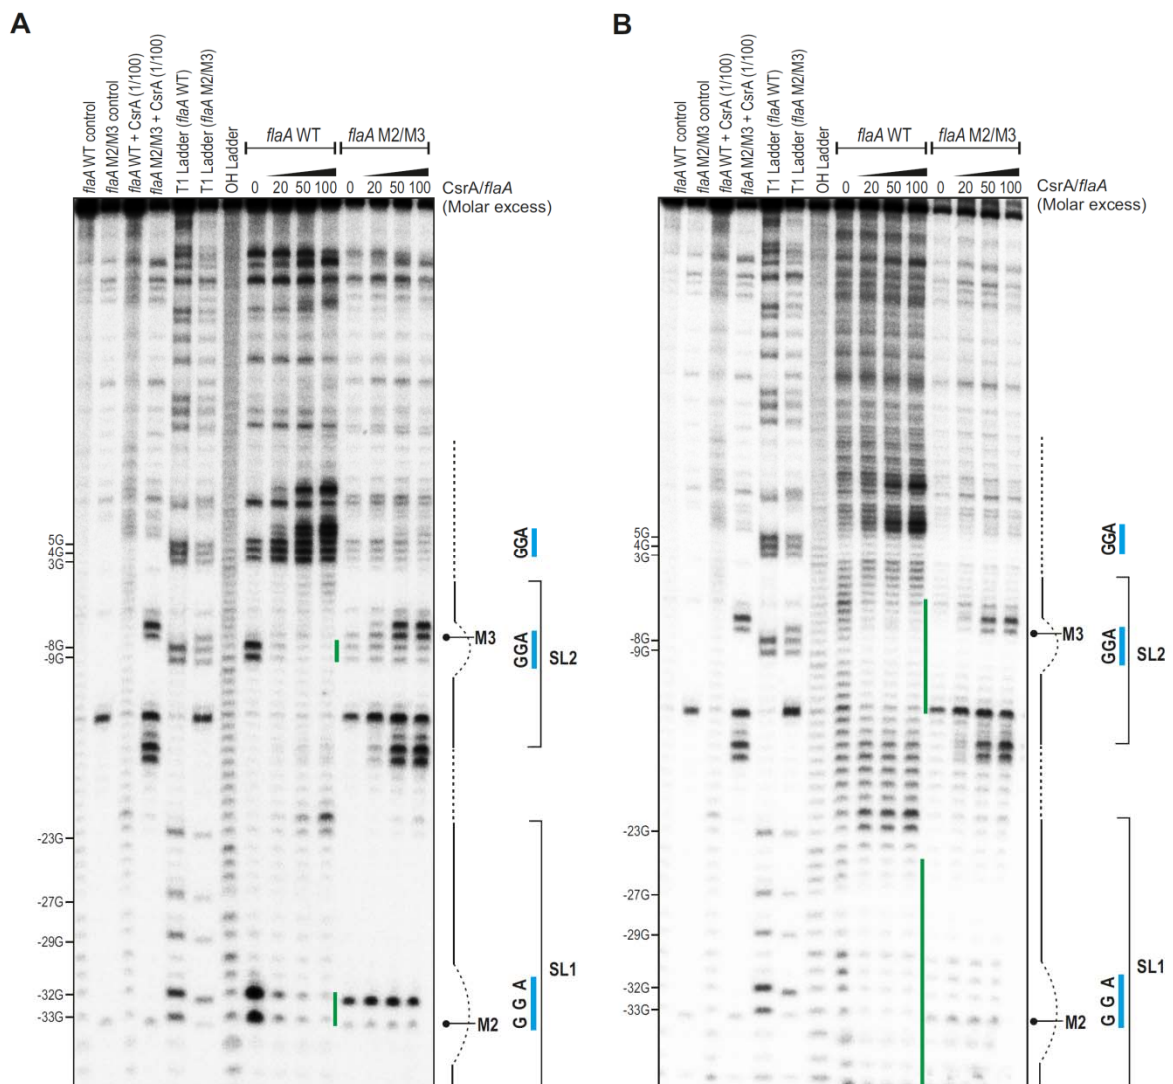 A
flaA WT control
flaA M2/M3 control
flaA WT + CsrA (1/100)
flaA M2/M3 + CsrA (1/100)
T1 Ladder (flaA WT)
T1 Ladder (flaA M2/M3)
OH Ladder
flaA WT
flaA M2/M3
0 20 50 100 0 20 50 100
CsrA/flaA
(Molar excess)
5G
4G
3G
-8G
-9G
-23G
-27G
-29G
-32G
-33G
GGA
M3
GGA
SL2
SL1
G G A
M2
B
flaA WT control
flaA M2/M3 control
flaA WT + CsrA (1/100)
flaA M2/M3 + CsrA (1/100)
T1 Ladder (flaA WT)
T1 Ladder (flaA M2/M3)
OH Ladder
flaA WT
flaA M2/M3
0 20 50 100 0 20 50 100
CsrA/flaA
(Molar excess)
5G
4G
3G
-8G
-9G
-23G
-27G
-29G
-32G
-33G
GGA
M3
GGA
SL2
SL1
G G A
M2